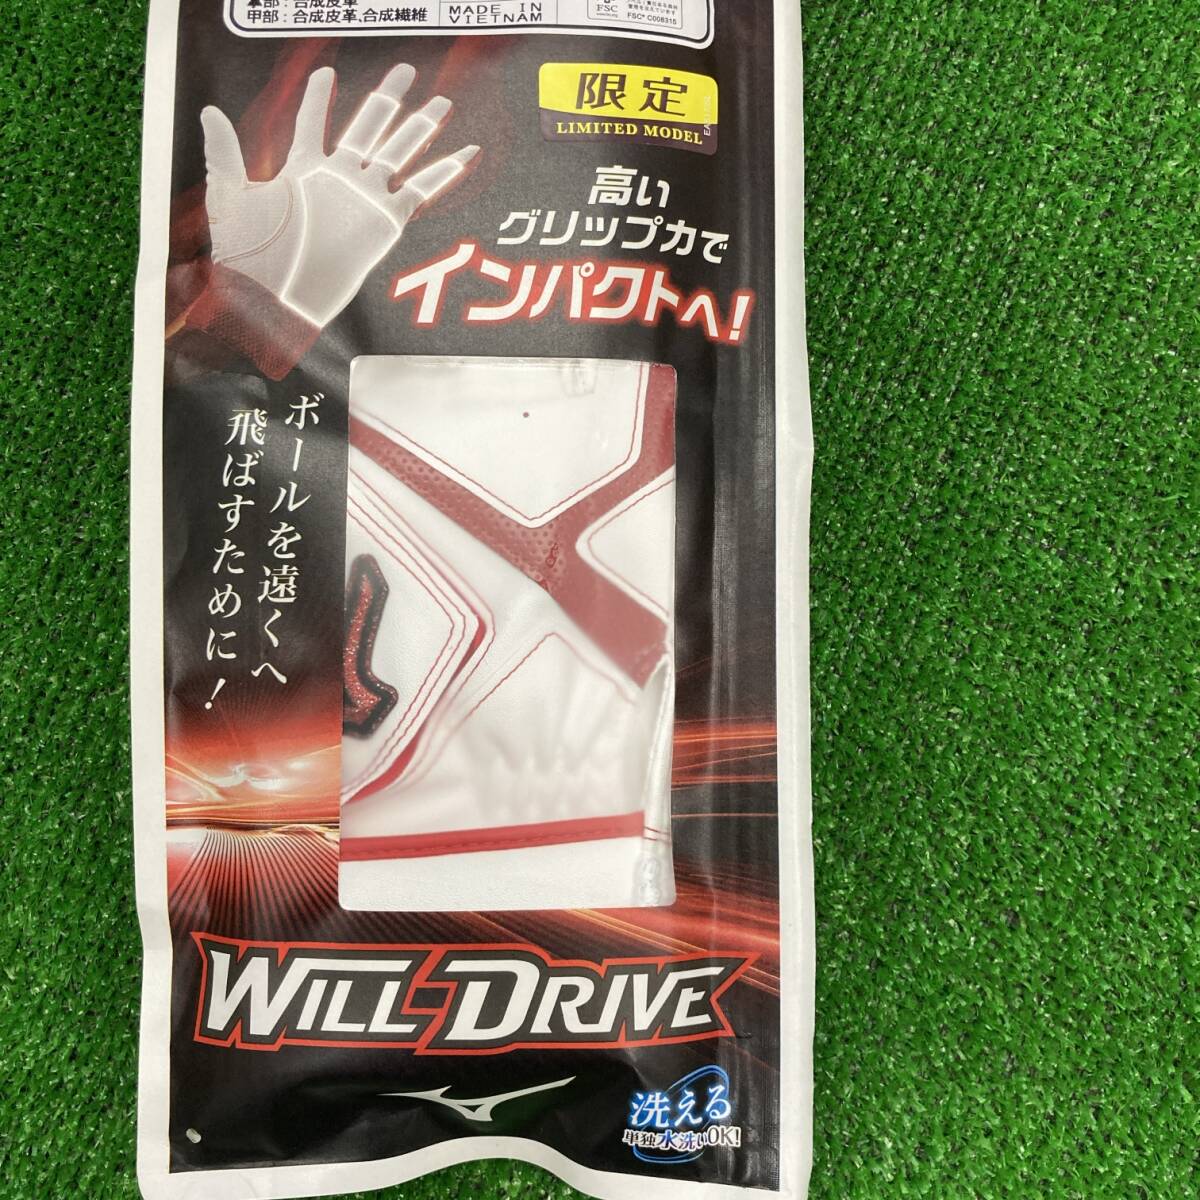 掌部：合成皮革
甲部：合成皮革、合成繊維
MADE IN
VIETNAM
FSC
FSC® C008315
限定
LIMITED MODEL
高い
グリップ力で
インパクトへ!
ボールを遠くへ
飛ばすために！
WILL DRIVE
洗える
単独水洗いOK!